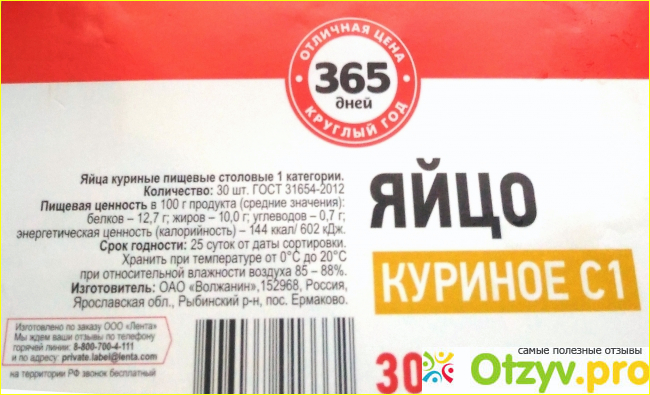 ОТЛИЧНАЯ ЦЕНА
365
дней
КРУГЛЫЙ ГОД
Яйца куриные пищевые столовые 1 категории.
Количество: 30 шт. ГОСТ 31654-2012
Пищевая ценность в 100 г продукта (средние значения):
белков – 12,7 г; жиров – 10,0 г; углеводов – 0,7 г;
энергетическая ценность (калорийность) – 144 ккал/ 602 кДж.
Срок годности: 25 суток от даты сортировки.
Хранить при температуре от 0°С до 20°С
при относительной влажности воздуха 85 – 88%.
Изготовитель: ОАО «Волжанин»,152968, Россия,
Ярославская обл., Рыбинский р-н, пос. Ермаково.
Изготовлено по заказу ООО «Лента»
Мы ждем ваши отзывы по телефону
горячей линии: 8-800-700-4-111
и по адресу: private.label@lenta.com
на территории РФ звонок бесплатный
ЯЙЦО
КУРИНОЕ С1
30
самые полезные отзывы
Otzyv.pro